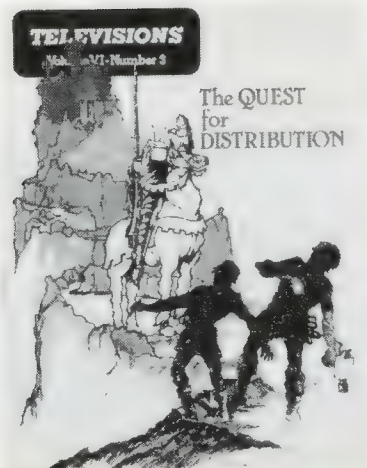 TELEVISIONS
Volume VI-Number 3
The QUEST
for
DISTRIBUTION